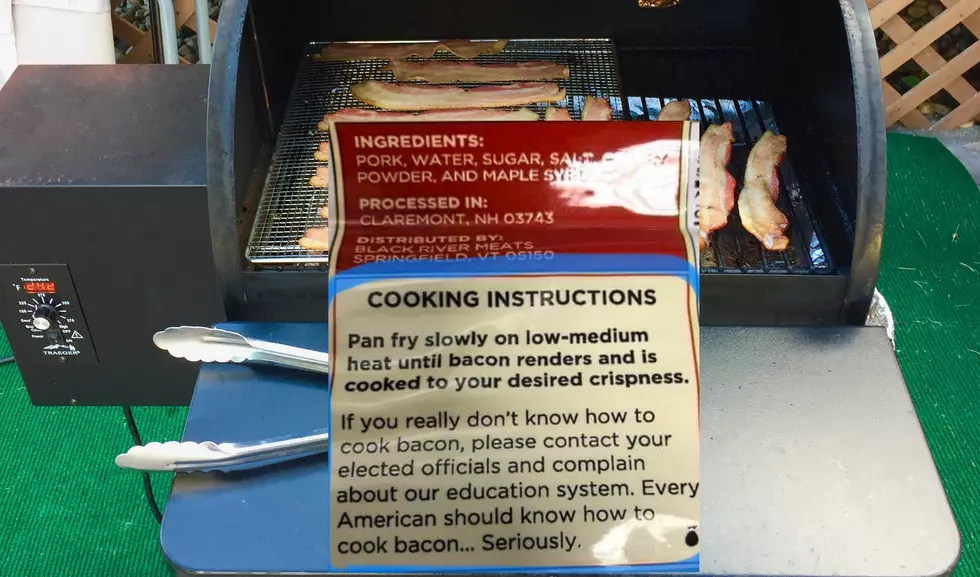 INGREDIENTS:
PORK, WATER, SUGAR, SALT,
POWDER, AND MAPLE
PROCESSED IN:
CLAREMONT, NH 03743
DISTRIBUTED BY:
BLACK RIVER MEATS
SPRINGFIELD, VT 05150
COOKING INSTRUCTIONS
Pan fry slowly on low-medium
heat until bacon renders and is
cooked to your desired crispness.
If you really don't know how to
cook bacon, please contact your
elected officials and complain
about our education system. Every
American should know how to
cook bacon... Seriously.
Temperature
°F
TRAEGER